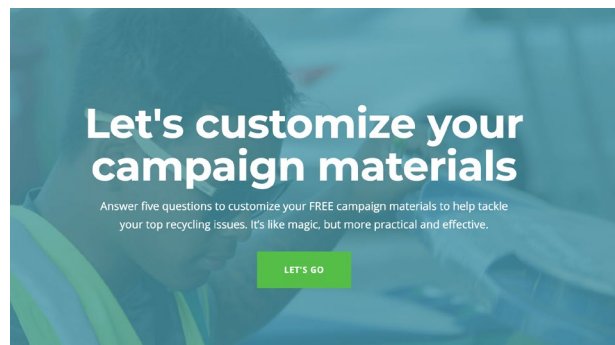 Let's customize your
campaign materials
Answer five questions to customize your FREE campaign materials to help tackle
your top recycling issues. It's like magic, but more practical and effective.
LET'S GO